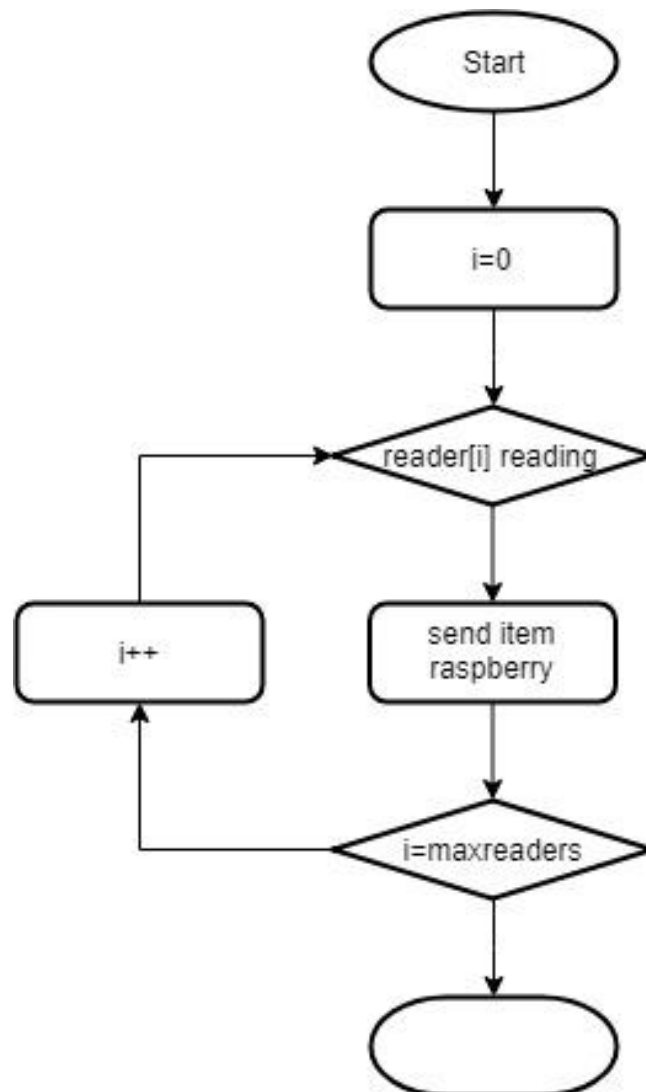 Start
i=0
reader[i] reading
send item
raspberry
i++
i=maxreaders